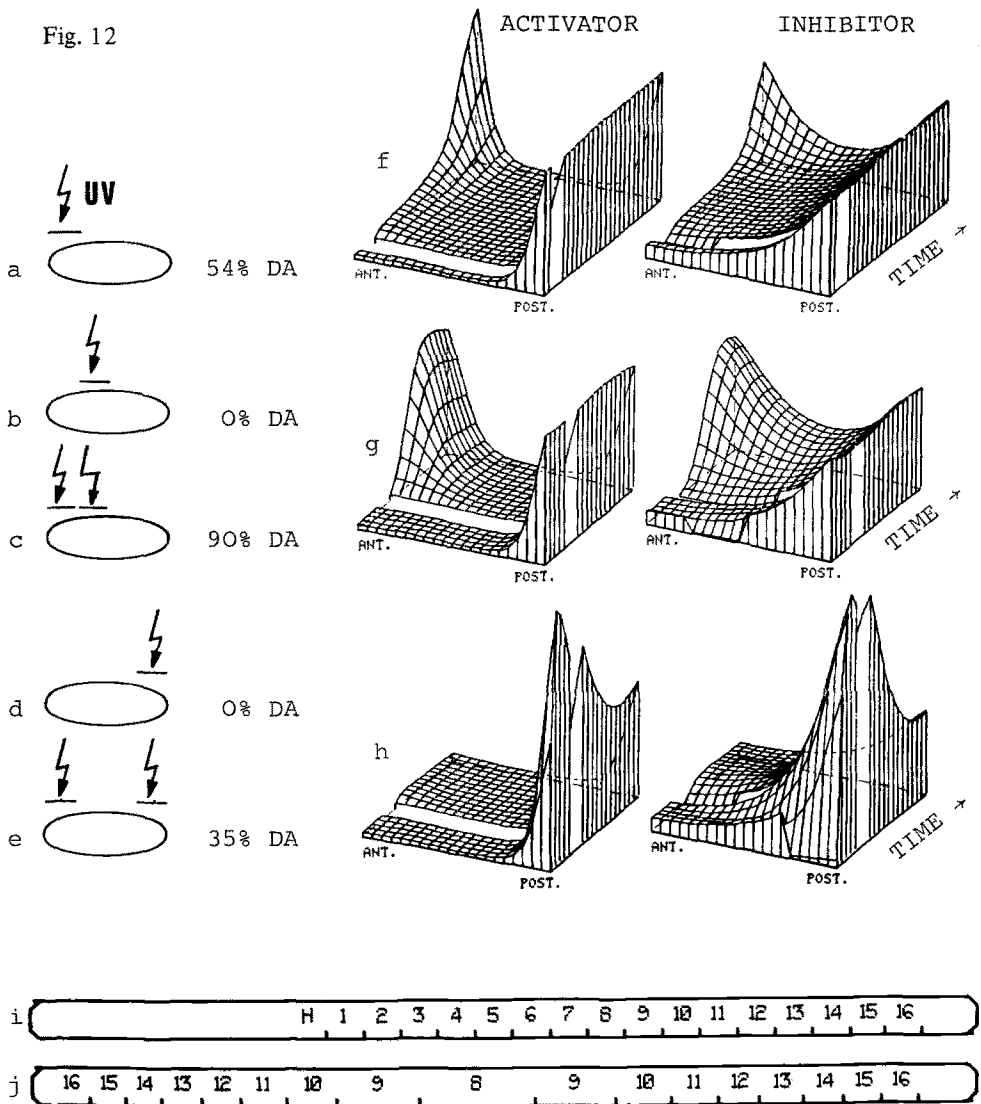 Fig. 12
ACTIVATOR INHIBITOR
UV
a 54% DA
f
ANT.
POST.
ANT.
POST.
TIME →
b 0% DA
c 90% DA
g
ANT.
POST.
ANT.
POST.
TIME →
d 0% DA
e 35% DA
h
ANT.
POST.
ANT.
POST.
TIME →
i H 1 2 3 4 5 6 7 8 9 10 11 12 13 14 15 16
j 16 15 14 13 12 11 10 9 8 9 10 11 12 13 14 15 16